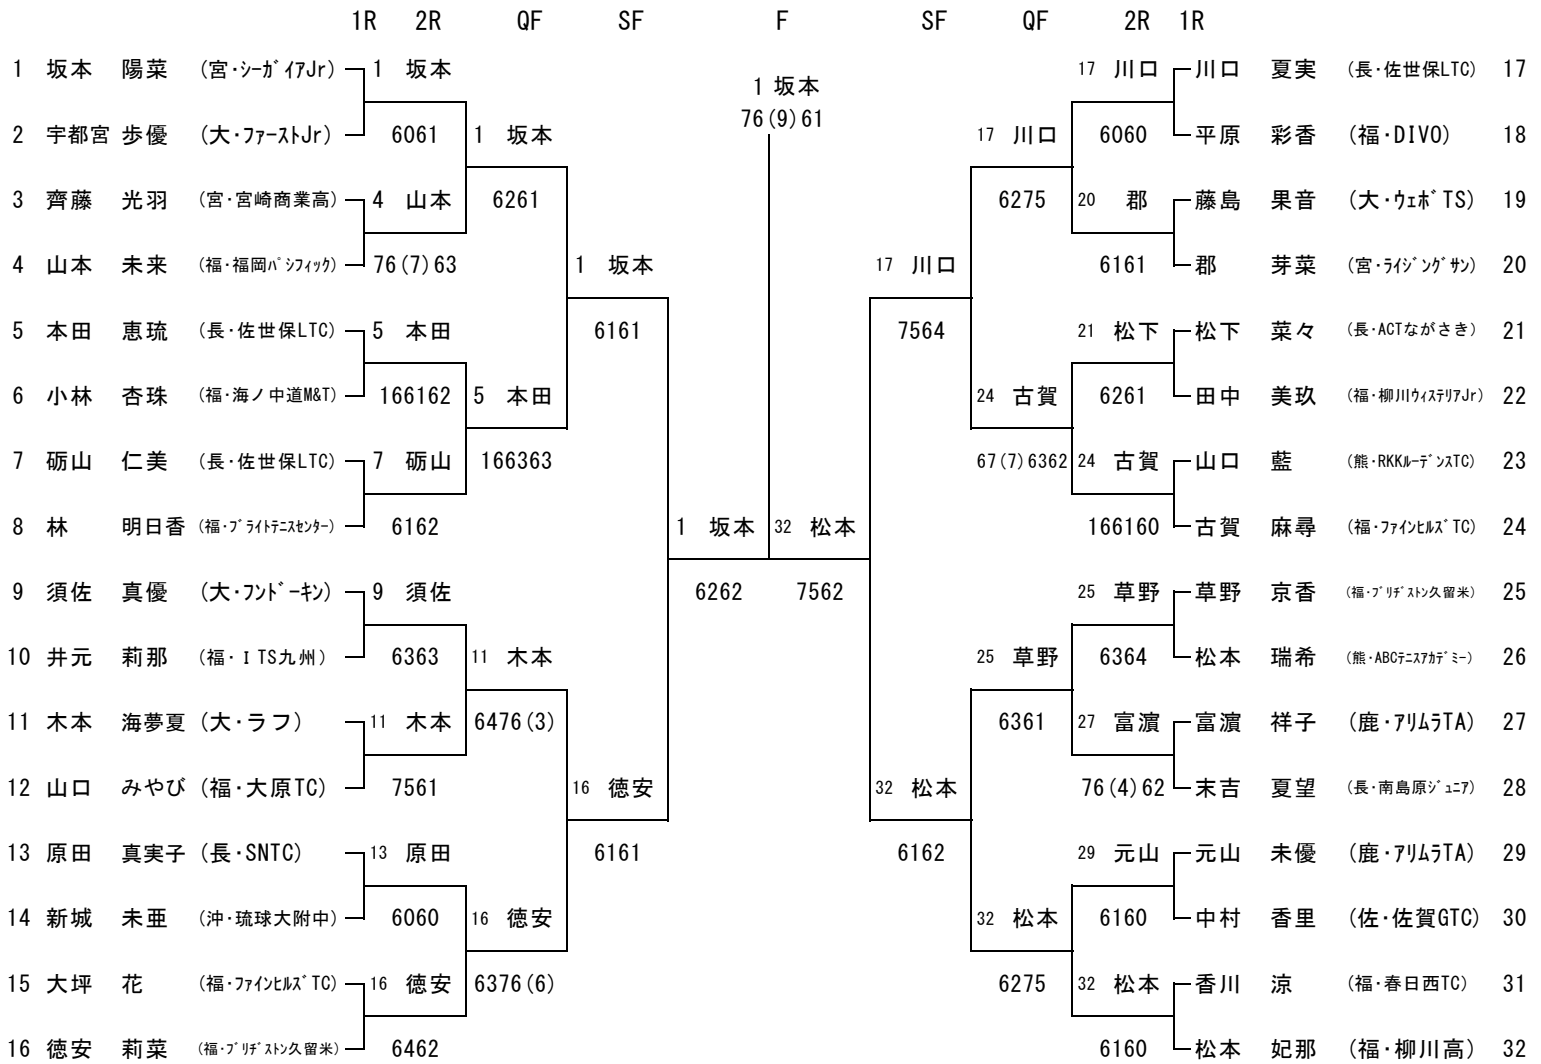 1R 2R QF SF F SF QF 2R 1R
1 坂本 陽菜 (宮・シーガイアJr) 1 坂本 17 川口 川口 夏実 (長・佐世保LTC) 17
1 坂本
76(9)61
2 宇都宮 歩優 (大・ファーストJr) 6061 1 坂本 17 川口 6060 平原 彩香 (福・DIVO) 18
3 齊藤 光羽 (宮・宮崎商業高) 4 山本 6261 6275 20 郡 藤島 果音 (大・ウェボTS) 19
4 山本 未来 (福・福岡パシフィック) 76(7)63 1 坂本 17 川口 6161 郡 芽菜 (宮・ライジングサン) 20
5 本田 恵琉 (長・佐世保LTC) 5 本田 6161 7564 21 松下 松下 菜々 (長・ACTながさき) 21
6 小林 杏珠 (福・海ノ中道M&T) 166162 5 本田 24 古賀 6261 田中 美玖 (福・柳川ウィステリアJr) 22
7 砺山 仁美 (長・佐世保LTC) 7 砺山 166363 67(7)6362 24 古賀 山口 藍 (熊・RKKルーデンスTC) 23
8 林 明日香 (福・ブライトテニスセンター) 6162 1 坂本 32 松本 166160 古賀 麻尋 (福・ファインヒルズTC) 24
9 須佐 真優 (大・フンドーキン) 9 須佐 6262 7562 25 草野 草野 京香 (福・ブリヂストン久留米) 25
10 井元 莉那 (福・ITS九州) 6363 11 木本 25 草野 6364 松本 瑞希 (熊・ABCテニスアカデミー) 26
11 木本 海夢夏 (大・ラフ) 11 木本 6476(3) 6361 27 富濵 富濵 祥子 (鹿・アリムラTA) 27
12 山口 みやび (福・大原TC) 7561 16 徳安 32 松本 76(4)62 末吉 夏望 (長・南島原ジュニア) 28
13 原田 真実子 (長・SNTC) 13 原田 6161 6162 29 元山 元山 未優 (鹿・アリムラTA) 29
14 新城 未亜 (沖・琉球大附中) 6060 16 徳安 32 松本 6160 中村 香里 (佐・佐賀GTC) 30
15 大坪 花 (福・ファインヒルズTC) 16 徳安 6376(6) 6275 32 松本 香川 涼 (福・春日西TC) 31
16 徳安 莉菜 (福・ブリヂストン久留米) 6462 6160 松本 妃那 (福・柳川高) 32